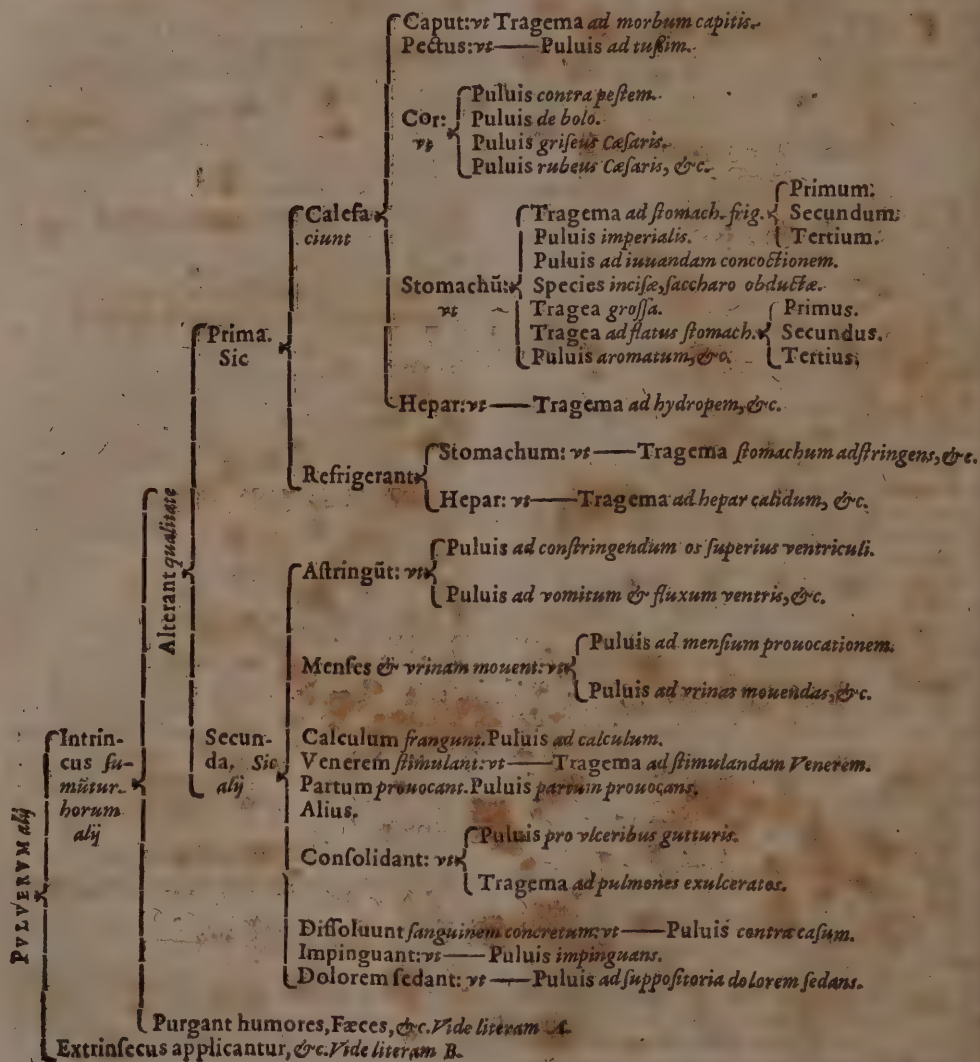 Caput: vt Tragema ad morbum capitis.
Pectus: vt Puluis ad tußim.
Cor: vt
Puluis contra pestem.
Puluis de bolo.
Puluis griseus Cæsaris.
Puluis rubeus Cæsaris, &c.
Calefaciunt
Stomachũ: vt
Tragema ad stomach. frig.
Primum:
Secundum:
Tertium.
Puluis imperialis.
Puluis ad iuuandam concoctionem.
Species incisæ, saccharo obductæ.
Tragea grossa.
Tragea ad flatus stomach.
Primus.
Secundus.
Tertius;
Puluis aromatum, &c.
Prima. Sic
Hepar: vt Tragema ad hydropem, &c.
Refrigerant
Stomachum: vt Tragema stomachum adstringens, &c.
Hepar: vt Tragema ad hepar calidum, &c.
Alterant qualitate
Astringũt: vt
Puluis ad constringendum os superius ventriculi.
Puluis ad vomitum & fluxum ventris, &c.
Menses & vrinam mouent: vt
Puluis ad mensium prouocationem.
Puluis ad vrinas mouendas, &c.
Intrin-
cus su-
mũtur
horum
alij
Secun-
da, Sic
alij
Calculum frangunt. Puluis ad calculum.
Venerem stimulant: vt Tragema ad stimulandam Venerem.
Partum prouocant. Puluis partum prouocans.
Alius.
Consolidant: vt
Puluis pro vlceribus gutturis.
Tragema ad pulmones exulceratos.
PVLVERVM alij
Dissoluunt sanguinem concretum: vt Puluis contra casum.
Impinguant: vt Puluis impinguans.
Dolorem sedant: vt Puluis ad suppositoria dolorem sedans.
Purgant humores, Fæces, &c. Vide literam A.
Extrinsecus applicantur, &c. Vide literam B.